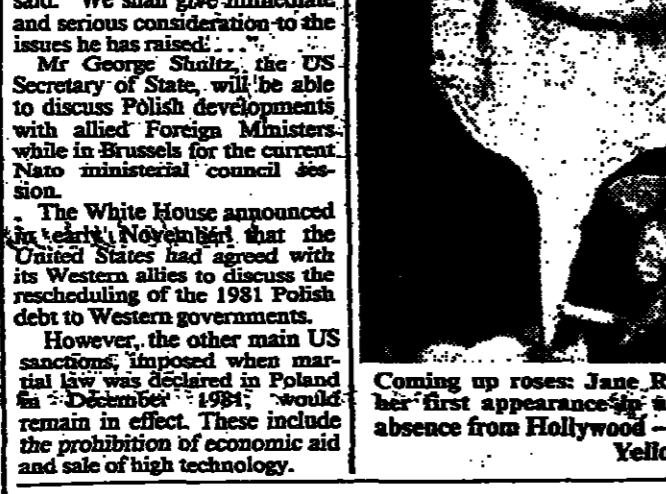 said. "We shall give immediate
and serious consideration to the
issues he has raised. . . ."
Mr George Shultz, the US
Secretary of State, will be able
to discuss Polish developments
with allied Foreign Ministers
while in Brussels for the current
Nato ministerial council ses-
sion.
The White House announced
in early November that the
United States had agreed with
its Western allies to discuss the
rescheduling of the 1981 Polish
debt to Western governments.
However, the other main US
sanctions, imposed when mar-
tial law was declared in Poland
in December 1981, would
remain in effect. These include
the prohibition of economic aid
and sale of high technology.
Coming up roses: Jane R
her first appearance in
absence from Hollywood —
Yello